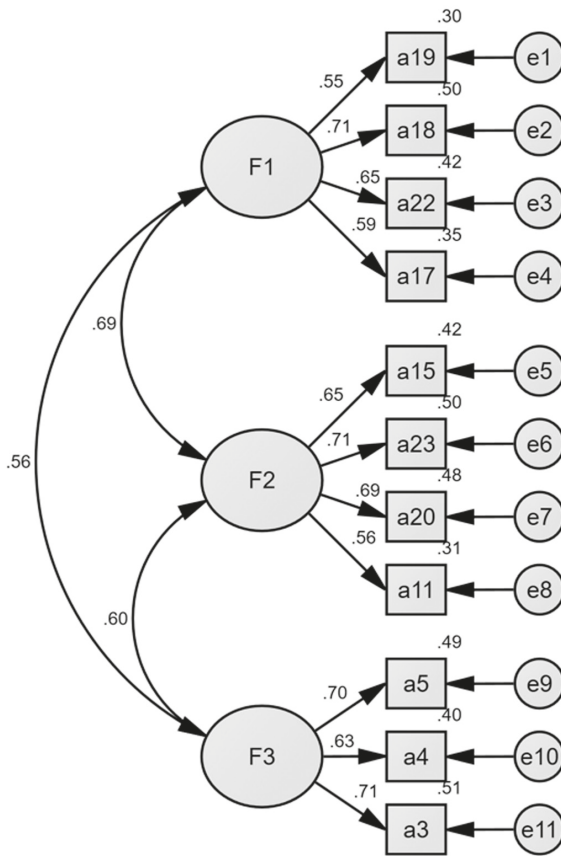 .30
.55
a19
e1
.50
.71
a18
e2
F1
.42
.65
a22
e3
.59
.35
a17
e4
.69
.42
.65
a15
e5
.50
.71
a23
e6
.56
F2
.48
.69
a20
e7
.56
.31
a11
e8
.60
.49
.70
a5
e9
.40
.63
F3
a4
e10
.51
.71
a3
e11